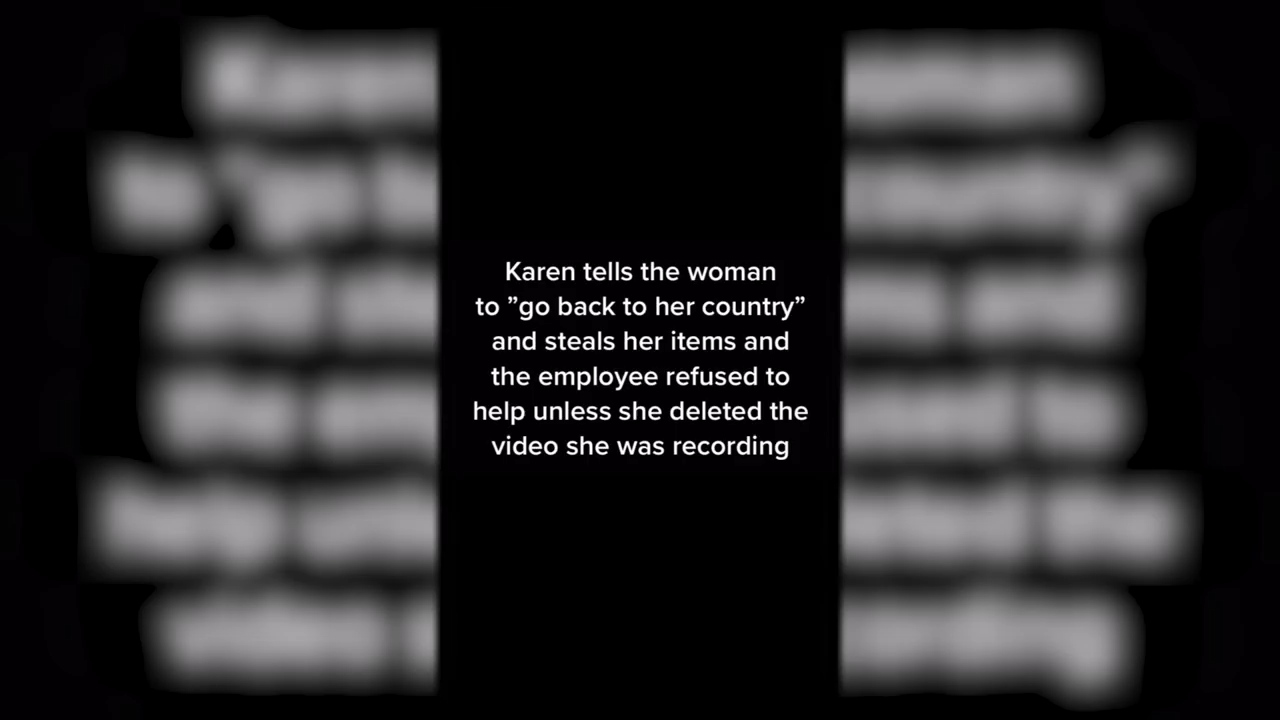 Karen tells the woman
to ”go back to her country”
and steals her items and
the employee refused to
help unless she deleted the
video she was recording